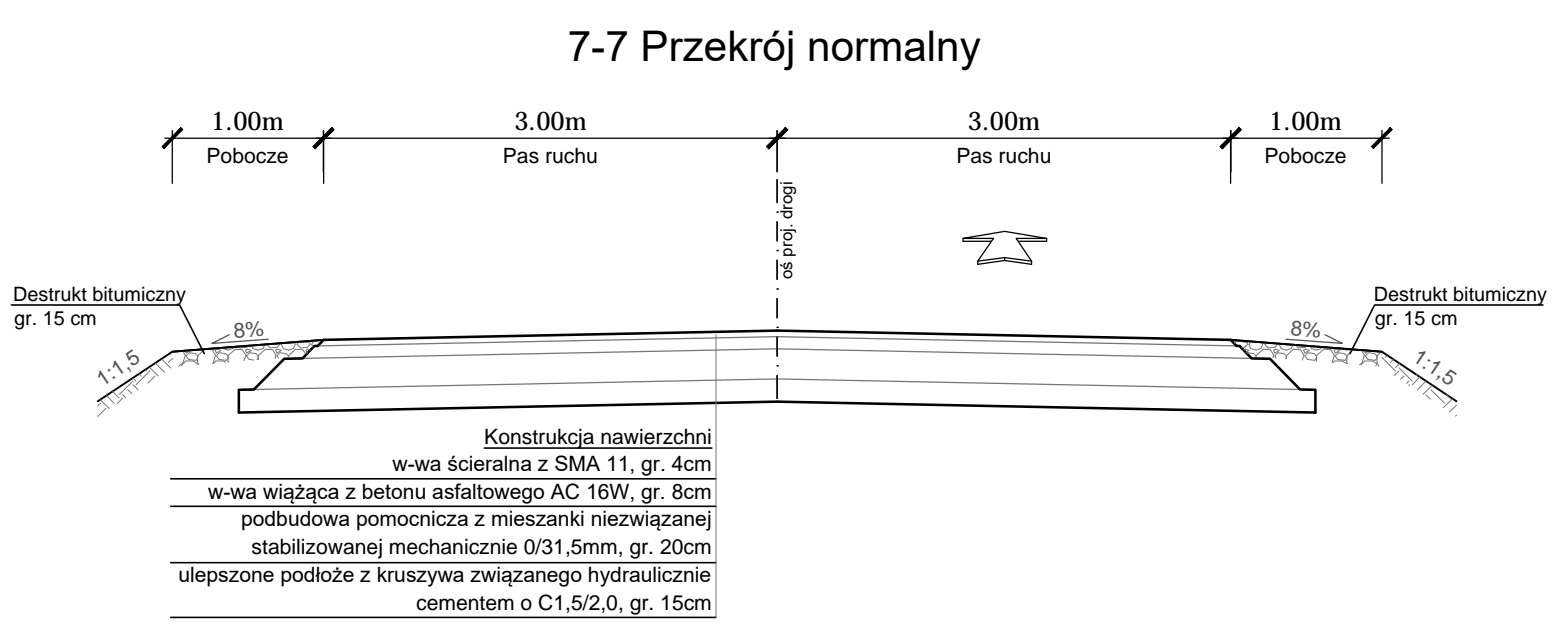 7-7 Przekrój normalny
1.00m
3.00m
3.00m
1.00m
Pobocze
Pas ruchu
Pas ruchu
Pobocze
oś proj. drogi
Destrukt bitumiczny
gr. 15 cm
Destrukt bitumiczny
gr. 15 cm
8%
8%
1:1,5
1:1,5
Konstrukcja nawierzchni
w-wa ścieralna z SMA 11, gr. 4cm
w-wa wiążąca z betonu asfaltowego AC 16W, gr. 8cm
podbudowa pomocnicza z mieszanki niezwiązanej
stabilizowanej mechanicznie 0/31,5mm, gr. 20cm
ulepszone podłoże z kruszywa związanego hydraulicznie
cementem o C1,5/2,0, gr. 15cm